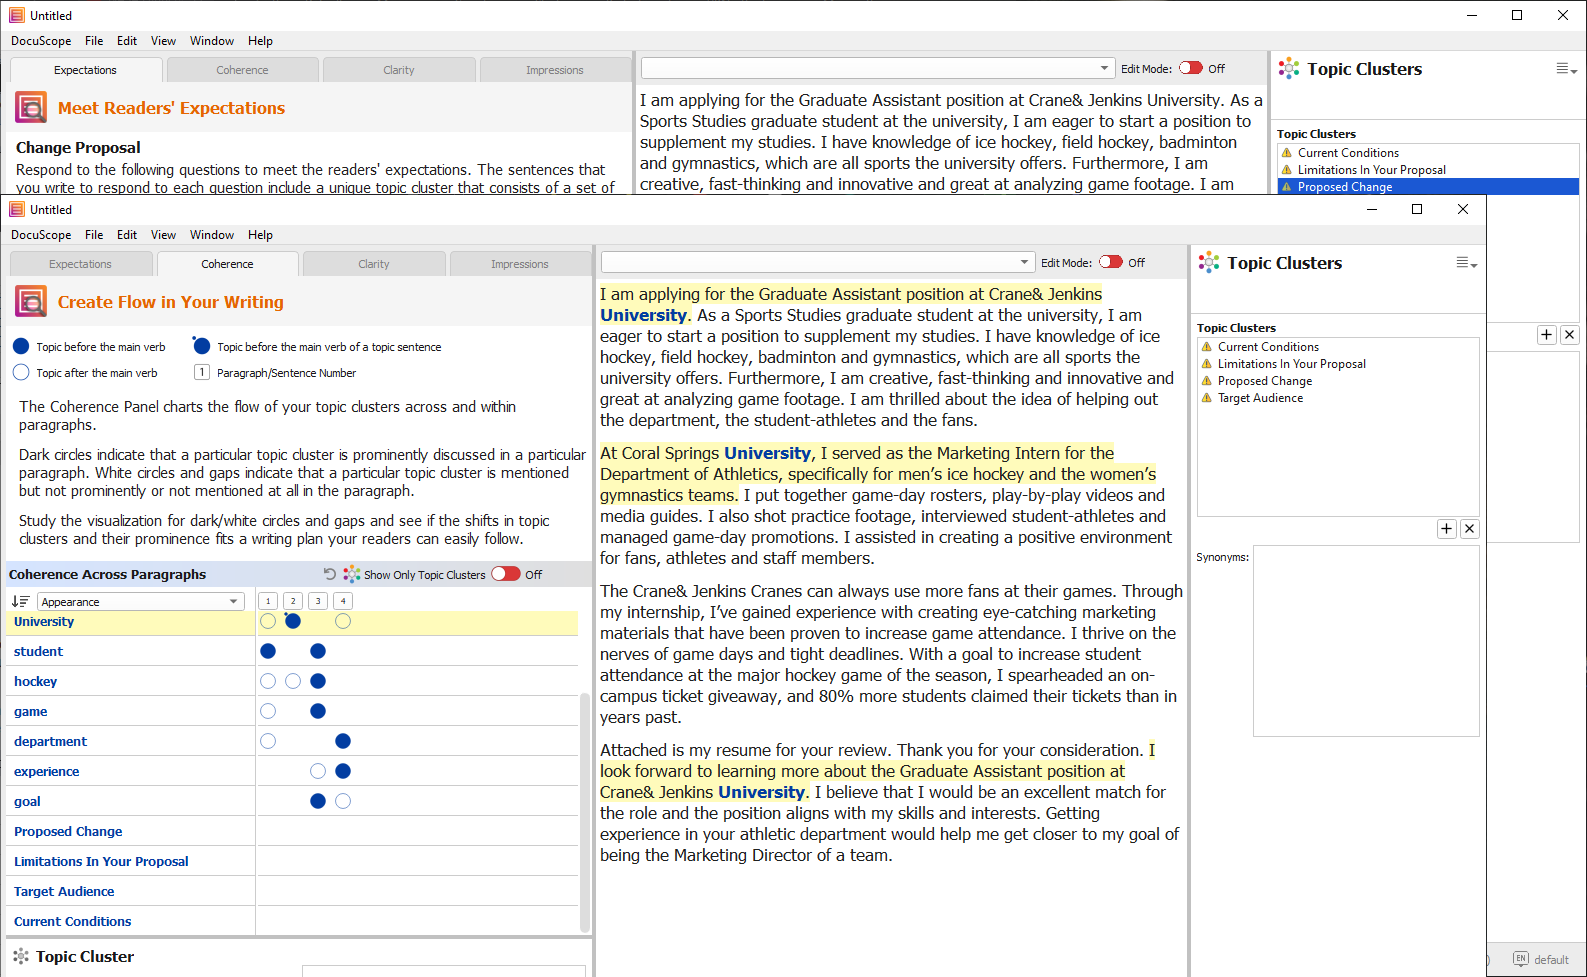 Untitled
DocuScope File Edit View Window Help
Expectations Coherence Clarity Impressions
Meet Readers' Expectations
Change Proposal
Respond to the following questions to meet the readers' expectations. The sentences that
you write to respond to each question include a unique topic cluster that consists of a set of
Edit Mode: Off
I am applying for the Graduate Assistant position at Crane& Jenkins University. As a
Sports Studies graduate student at the university, I am eager to start a position to
supplement my studies. I have knowledge of ice hockey, field hockey, badminton
and gymnastics, which are all sports the university offers. Furthermore, I am
creative, fast-thinking and innovative and great at analyzing game footage. I am
Topic Clusters
Topic Clusters
Current Conditions
Limitations In Your Proposal
Proposed Change
Untitled
DocuScope File Edit View Window Help
Expectations Coherence Clarity Impressions
Create Flow in Your Writing
Topic before the main verb
Topic before the main verb of a topic sentence
Topic after the main verb
1 Paragraph/Sentence Number
The Coherence Panel charts the flow of your topic clusters across and within
paragraphs.
Dark circles indicate that a particular topic cluster is prominently discussed in a particular
paragraph. White circles and gaps indicate that a particular topic cluster is mentioned
but not prominently or not mentioned at all in the paragraph.
Study the visualization for dark/white circles and gaps and see if the shifts in topic
clusters and their prominence fits a writing plan your readers can easily follow.
Coherence Across Paragraphs
Show Only Topic Clusters Off
Appearance
1 2 3 4
University
student
hockey
game
department
experience
goal
Proposed Change
Limitations In Your Proposal
Target Audience
Current Conditions
Topic Cluster
Edit Mode: Off
I am applying for the Graduate Assistant position at Crane& Jenkins
University. As a Sports Studies graduate student at the university, I am
eager to start a position to supplement my studies. I have knowledge of ice
hockey, field hockey, badminton and gymnastics, which are all sports the
university offers. Furthermore, I am creative, fast-thinking and innovative and
great at analyzing game footage. I am thrilled about the idea of helping out
the department, the student-athletes and the fans.
At Coral Springs University, I served as the Marketing Intern for the
Department of Athletics, specifically for men’s ice hockey and the women’s
gymnastics teams. I put together game-day rosters, play-by-play videos and
media guides. I also shot practice footage, interviewed student-athletes and
managed game-day promotions. I assisted in creating a positive environment
for fans, athletes and staff members.
The Crane& Jenkins Cranes can always use more fans at their games. Through
my internship, I’ve gained experience with creating eye-catching marketing
materials that have been proven to increase game attendance. I thrive on the
nerves of game days and tight deadlines. With a goal to increase student
attendance at the major hockey game of the season, I spearheaded an on-
campus ticket giveaway, and 80% more students claimed their tickets than in
years past.
Attached is my resume for your review. Thank you for your consideration. I
look forward to learning more about the Graduate Assistant position at
Crane& Jenkins University. I believe that I would be an excellent match for
the role and the position aligns with my skills and interests. Getting
experience in your athletic department would help me get closer to my goal of
being the Marketing Director of a team.
Topic Clusters
Topic Clusters
Current Conditions
Limitations In Your Proposal
Proposed Change
Target Audience
Synonyms:
EN default